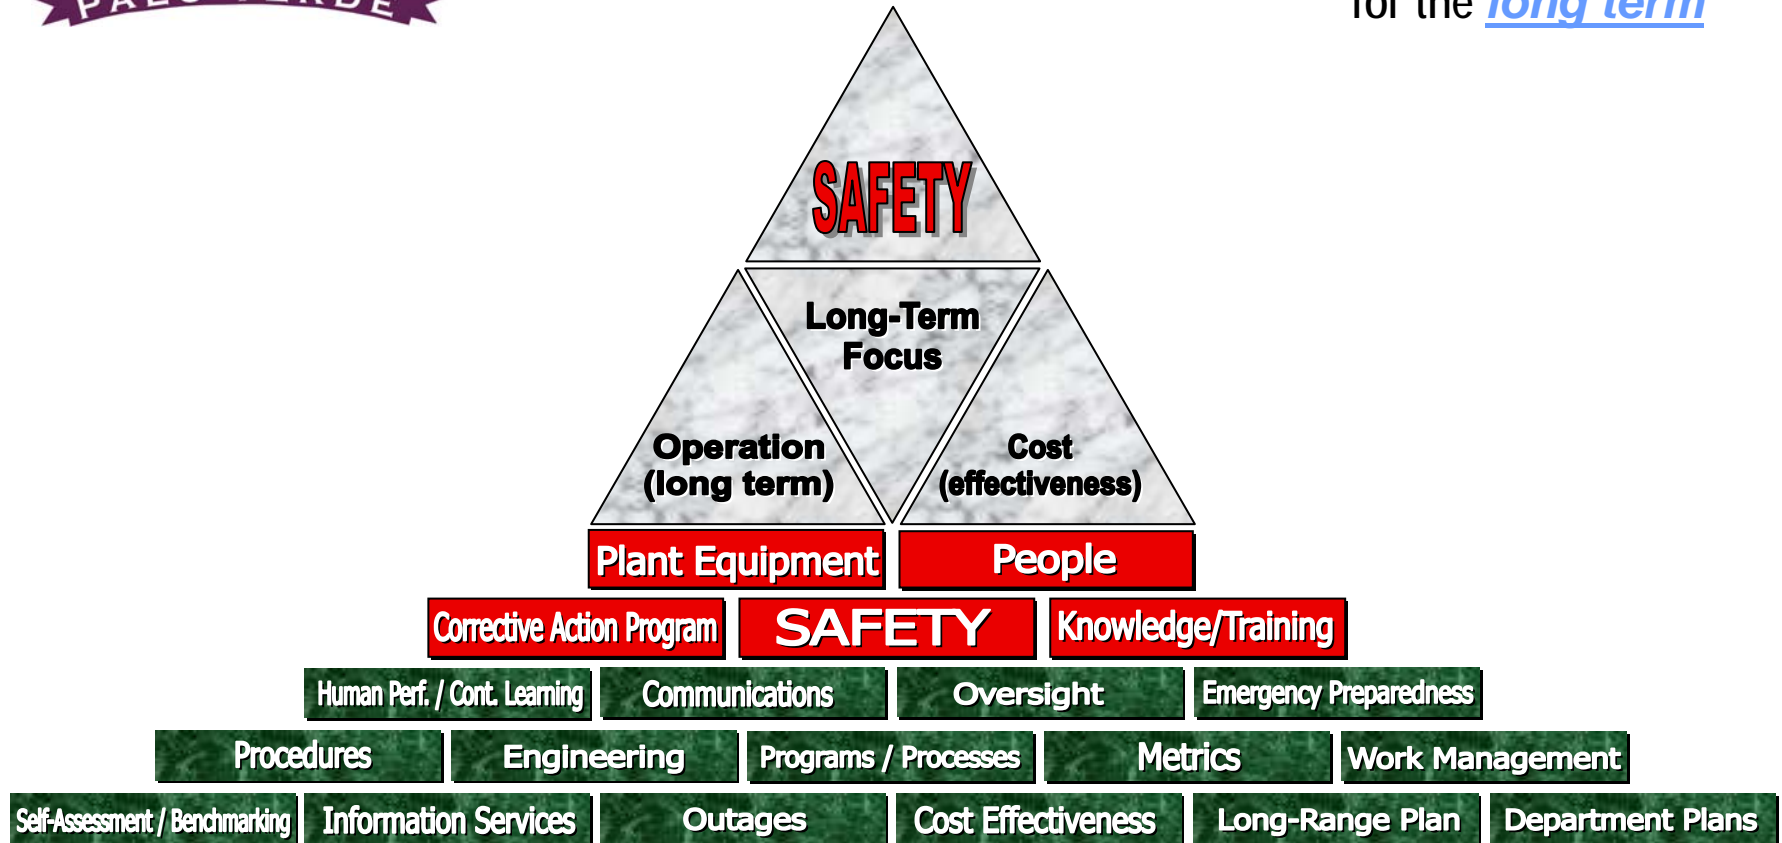 PALO VERDE
for the long term
SAFETY
Long-Term
Focus
Operation
(long term)
Cost
(effectiveness)
Plant Equipment
People
Corrective Action Program
SAFETY
Knowledge/Training
Human Perf. / Cont. Learning
Communications
Oversight
Emergency Preparedness
Procedures
Engineering
Programs / Processes
Metrics
Work Management
Self-Assessment / Benchmarking
Information Services
Outages
Cost Effectiveness
Long-Range Plan
Department Plans